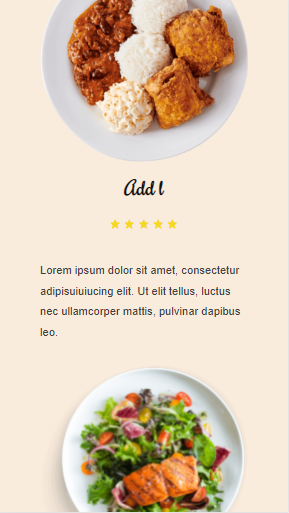 Add 1
Lorem ipsum dolor sit amet, consectetur
adipisuiuiucing elit. Ut elit tellus, luctus
nec ullamcorper mattis, pulvinar dapibus
leo.